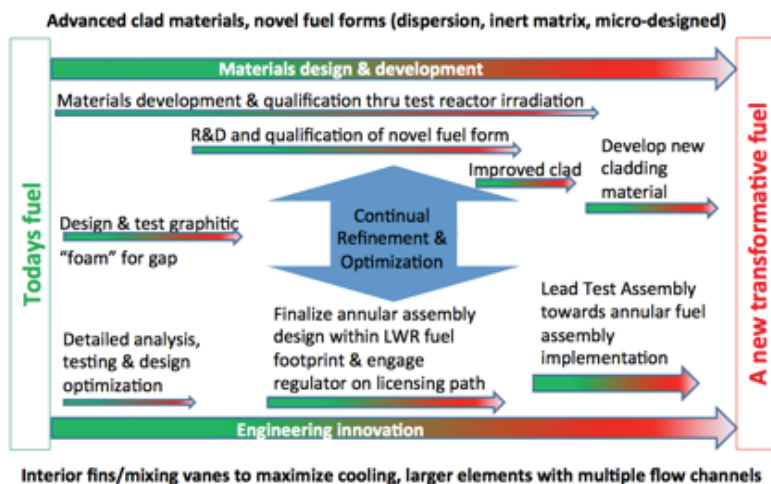 Advanced clad materials, novel fuel forms (dispersion, inert matrix, micro-designed)
Materials design & development
Materials development & qualification thru test reactor irradiation
R&D and qualification of novel fuel form
Improved clad
Develop new
cladding
material
Todays fuel
Design & test graphitic
"foam" for gap
Continual
Refinement &
Optimization
A new transformative fuel
Detailed analysis,
testing & design
optimization
Finalize annular assembly
design within LWR fuel
footprint & engage
regulator on licensing path
Lead Test Assembly
towards annular fuel
assembly
implementation
Engineering innovation
Interior fins/mixing vanes to maximize cooling, larger elements with multiple flow channels